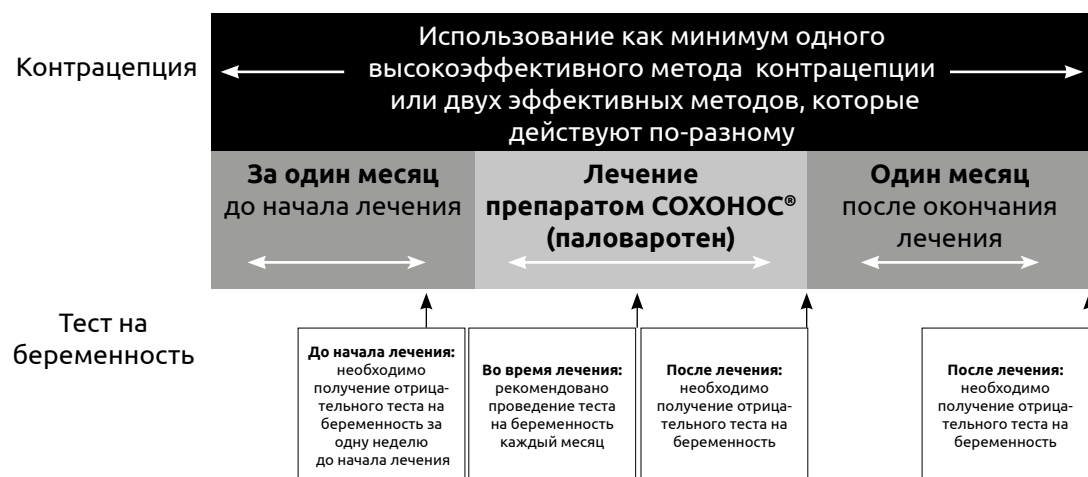 Контрацепция
Использование как минимум одного
высокоэффективного метода контрацепции
или двух эффективных методов, которые
действуют по-разному
За один месяц
до начала лечения
Лечение
препаратом СОХОНОС®
(паловаротен)
Один месяц
после окончания
лечения
Тест на
беременность
До начала лечения:
необходимо
получение отрица-
тельного теста на
беременность за
одну неделю
до начала лечения
Во время лечения:
рекомендовано
проведение теста
на беременность
каждый месяц
После лечения:
необходимо
получение отрица-
тельного теста на
беременность
После лечения:
необходимо
получение отрица-
тельного теста на
беременность